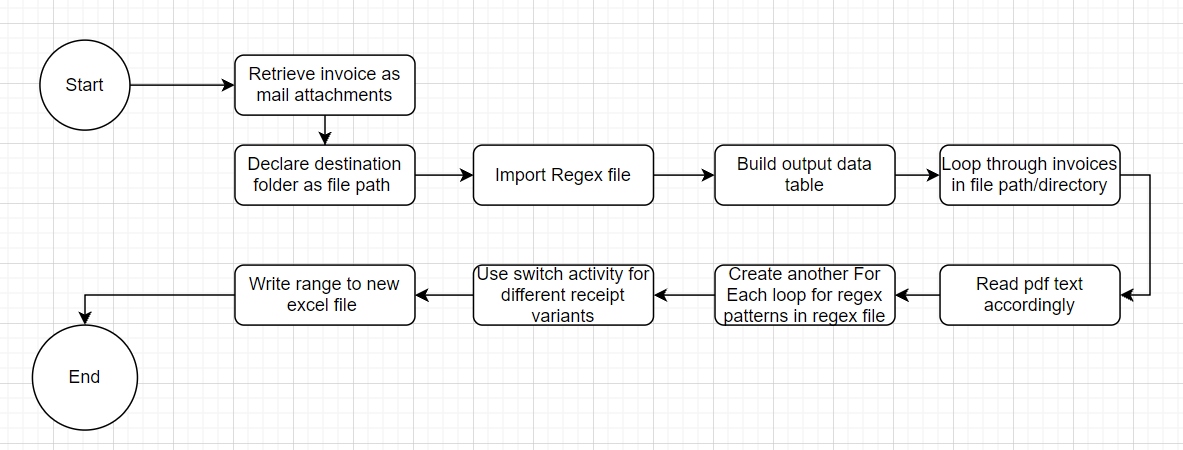 Start
Retrieve invoice as
mail attachments
Declare destination
folder as file path
Import Regex file
Build output data
table
Loop through invoices
in file path/directory
Read pdf text
accordingly
Create another For
Each loop for regex
patterns in regex file
Use switch activity for
different receipt
variants
Write range to new
excel file
End